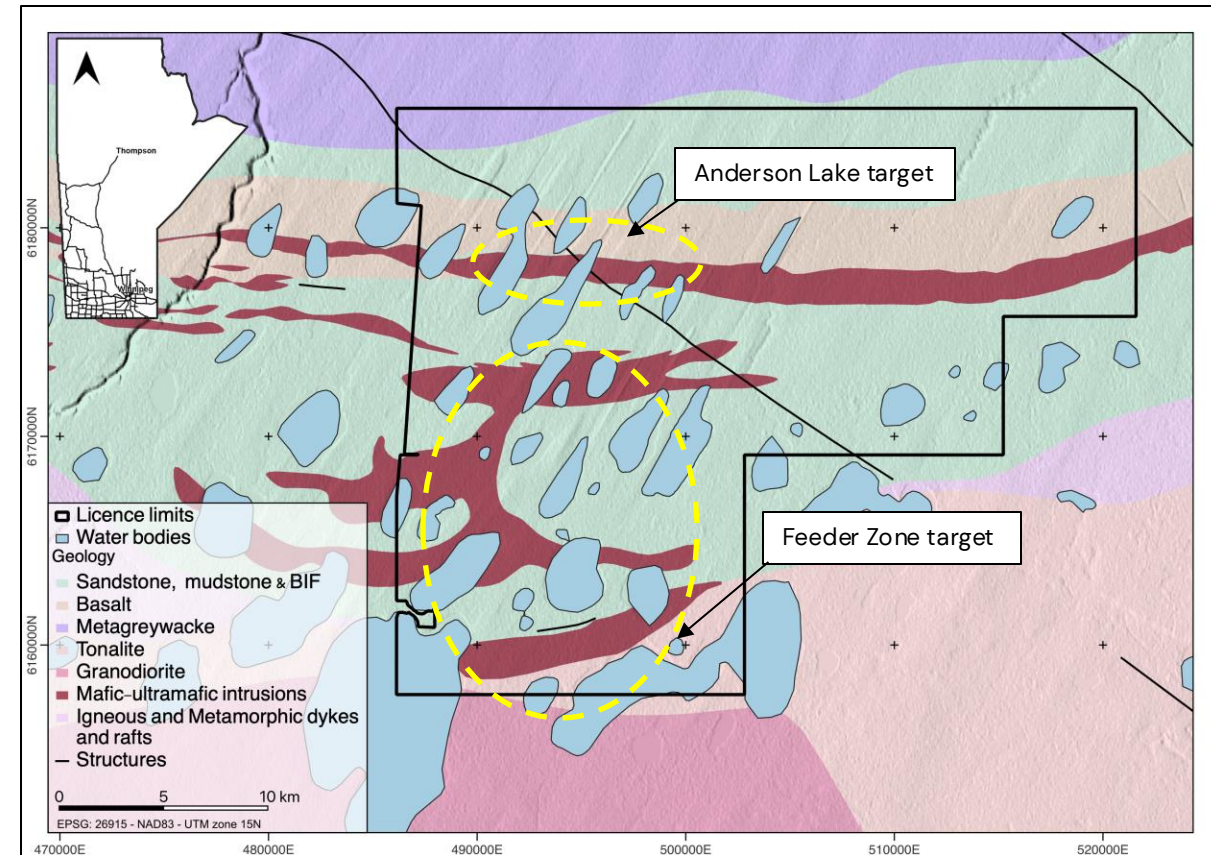 Thompson
Winnipeg
Anderson Lake target
Feeder Zone target
6180000N
6170000N
6160000N
Licence limits
Water bodies
Geology
Sandstone, mudstone & BIF
Basalt
Metagreywacke
Tonalite
Granodiorite
Mafic-ultramafic intrusions
Igneous and Metamorphic dykes
and rafts
Structures
0 5 10 km
EPSG: 26915 - NAD83 - UTM zone 15N
470000E 480000E 490000E 500000E 510000E 520000E